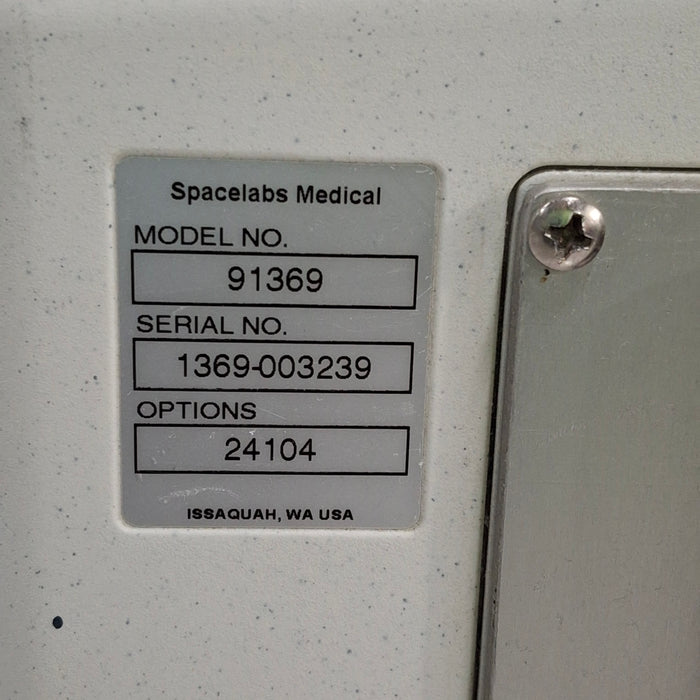 Spacelabs Medical
MODEL NO.
91369
SERIAL NO.
1369-003239
OPTIONS
24104
ISSAQUAH, WA USA